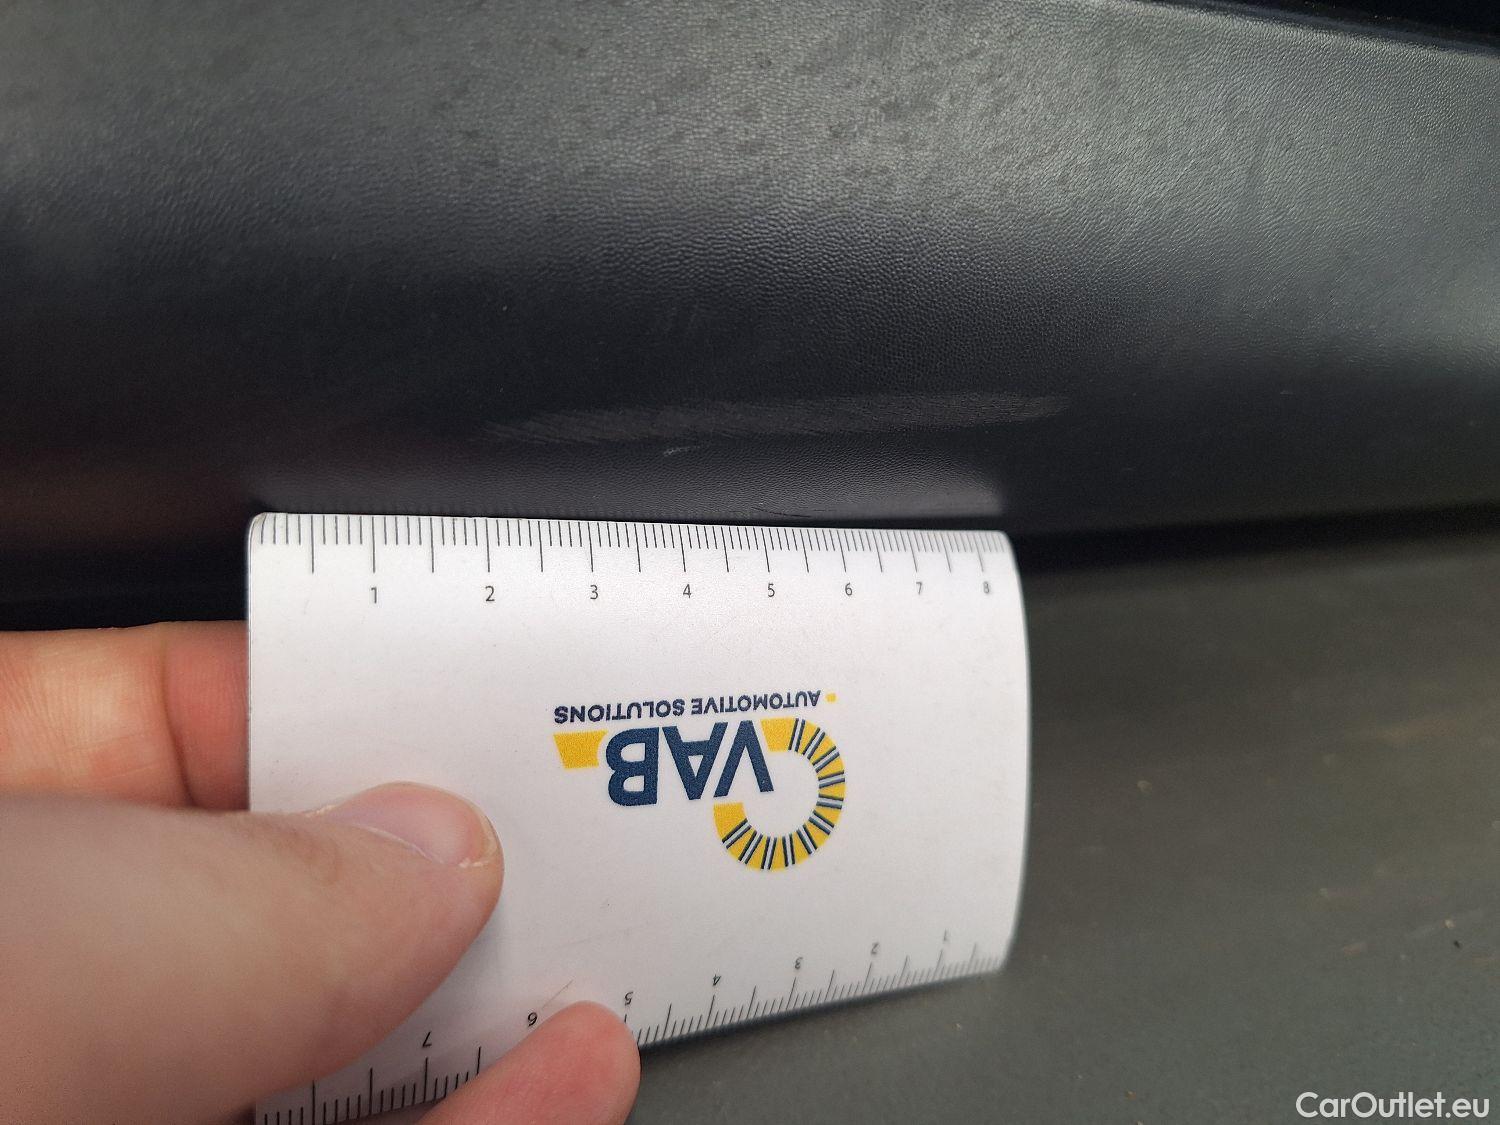 1 2 3 4 5 6 7 8
AUTOMOTIVE SOLUTIONS
VAB
7 6 5 4 3 2 1
CarOutlet.eu